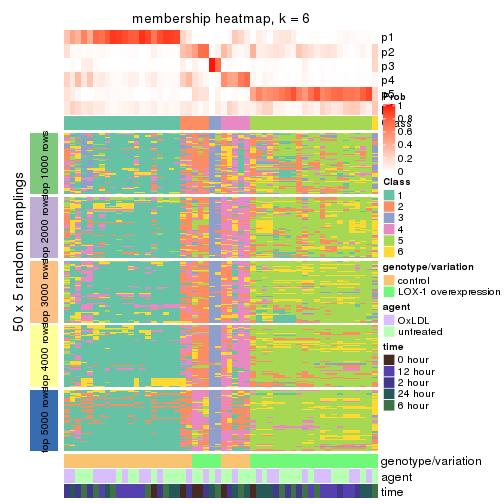 membership heatmap, k = 6
p1
p2
p3
p4
p5
Prob
1
0.8
0.6
0.4
0.2
0
Class
1
2
3
4
5
6
genotype/variation
control
LOX-1 overexpression
agent
OxLDL
untreated
time
0 hour
12 hour
2 hour
24 hour
6 hour
50 x 5 random samplings
top 1000 rows
top 2000 rows
top 3000 rows
top 4000 rows
top 5000 rows
genotype/variation
agent
time